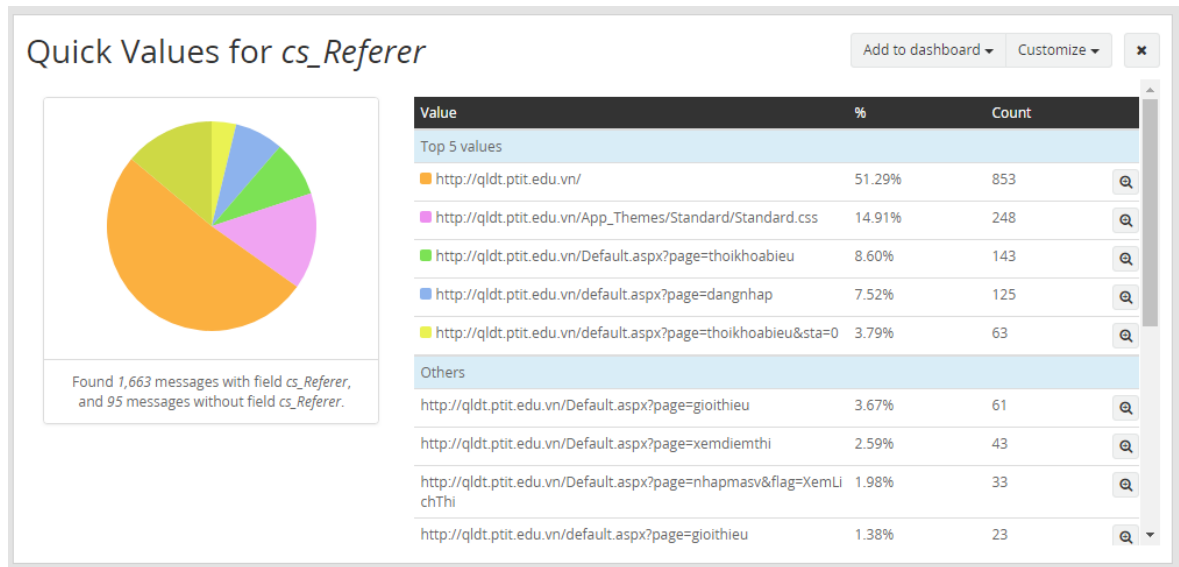 Quick Values for cs_Referer
Add to dashboard
Customize
Value % Count
Top 5 values
http://qldt.ptit.edu.vn/ 51.29% 853
http://qldt.ptit.edu.vn/App_Themes/Standard/Standard.css 14.91% 248
http://qldt.ptit.edu.vn/Default.aspx?page=thoikhoabieu 8.60% 143
http://qldt.ptit.edu.vn/default.aspx?page=dangnhap 7.52% 125
http://qldt.ptit.edu.vn/default.aspx?page=thoikhoabieu&sta=0 3.79% 63
Found 1,663 messages with field cs_Referer,
and 95 messages without field cs_Referer.
Others
http://qldt.ptit.edu.vn/Default.aspx?page=gioithieu 3.67% 61
http://qldt.ptit.edu.vn/Default.aspx?page=xemdiemthi 2.59% 43
http://qldt.ptit.edu.vn/Default.aspx?page=nhapmasv&flag=XemLi 1.98% 33
chThi
http://qldt.ptit.edu.vn/default.aspx?page=gioithieu 1.38% 23